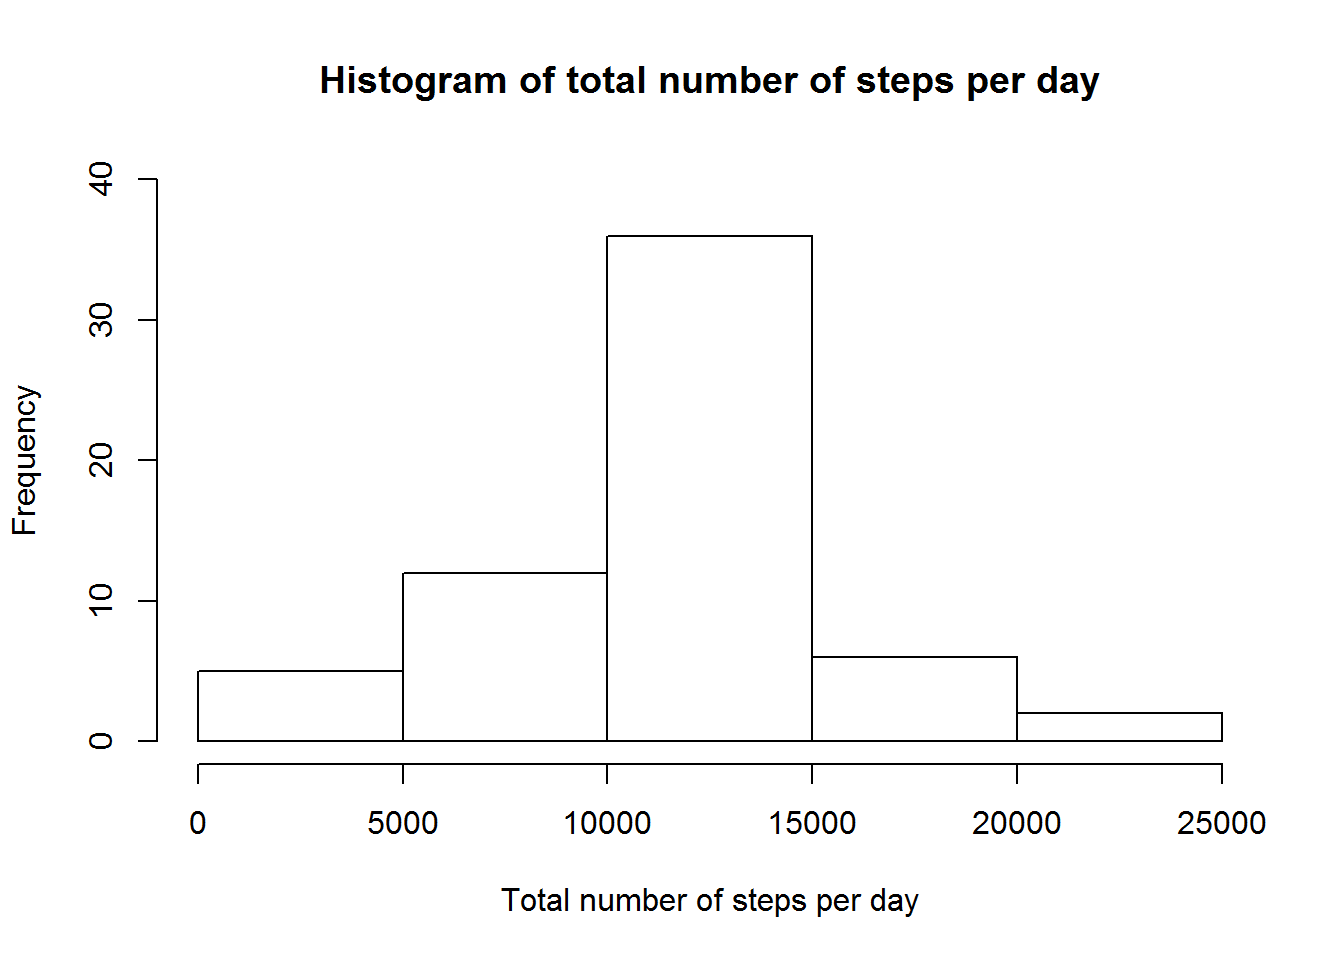 Histogram of total number of steps per day
40
30
20
10
0
Frequency
0 5000 10000 15000 20000 25000
Total number of steps per day